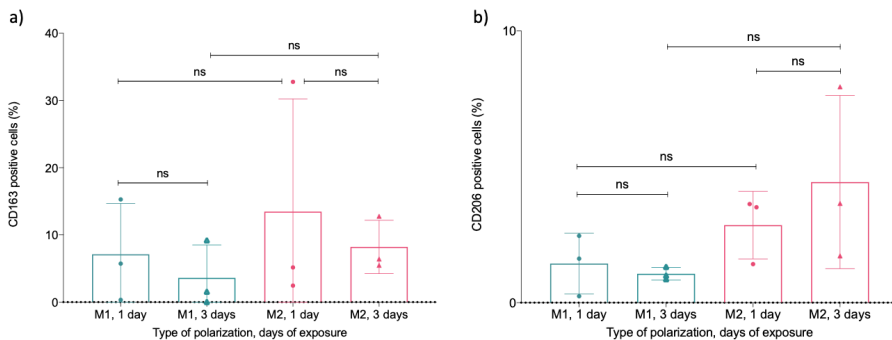 a)
CD163 positive cells (%)
40
30
20
10
0
ns
ns
ns
ns
M1, 1 day
M1, 3 days
M2, 1 day
M2, 3 days
Type of polarization, days of exposure
b)
CD206 positive cells (%)
10
0
ns
ns
ns
ns
M1, 1 day
M1, 3 days
M2, 1 day
M2, 3 days
Type of polarization, days of exposure